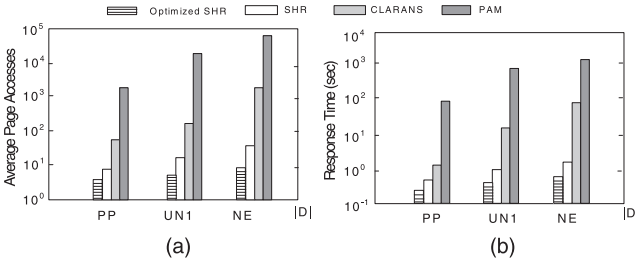 Optimized SHR SHR CLARANS PAM
(a)
Average Page Accesses
10^5
10^4
10^3
10^2
10^1
10^0
PP UN1 NE |D|
(b)
Response Time (sec)
10^4
10^3
10^2
10^1
10^0
10^-1
PP UN1 NE |D
(a) (b)